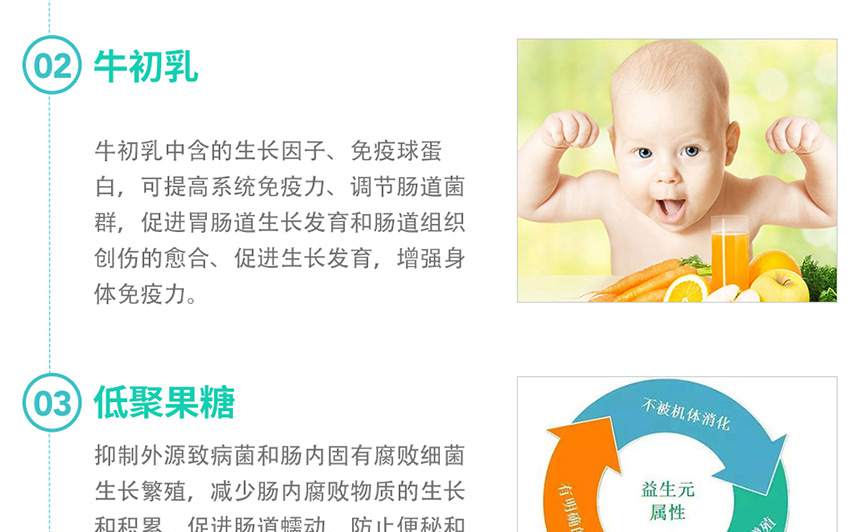 02 牛初乳
牛初乳中含的生长因子、免疫球蛋
白，可提高系统免疫力、调节肠道菌
群，促进胃肠道生长发育和肠道组织
创伤的愈合、促进生长发育，增强身
体免疫力。
03 低聚果糖
抑制外源致病菌和肠内固有腐败细菌
生长繁殖，减少肠内腐败物质的生长
和积累，促进肠道蠕动，防止便秘和
不被机体消化
益生元
属性
有明确
殖